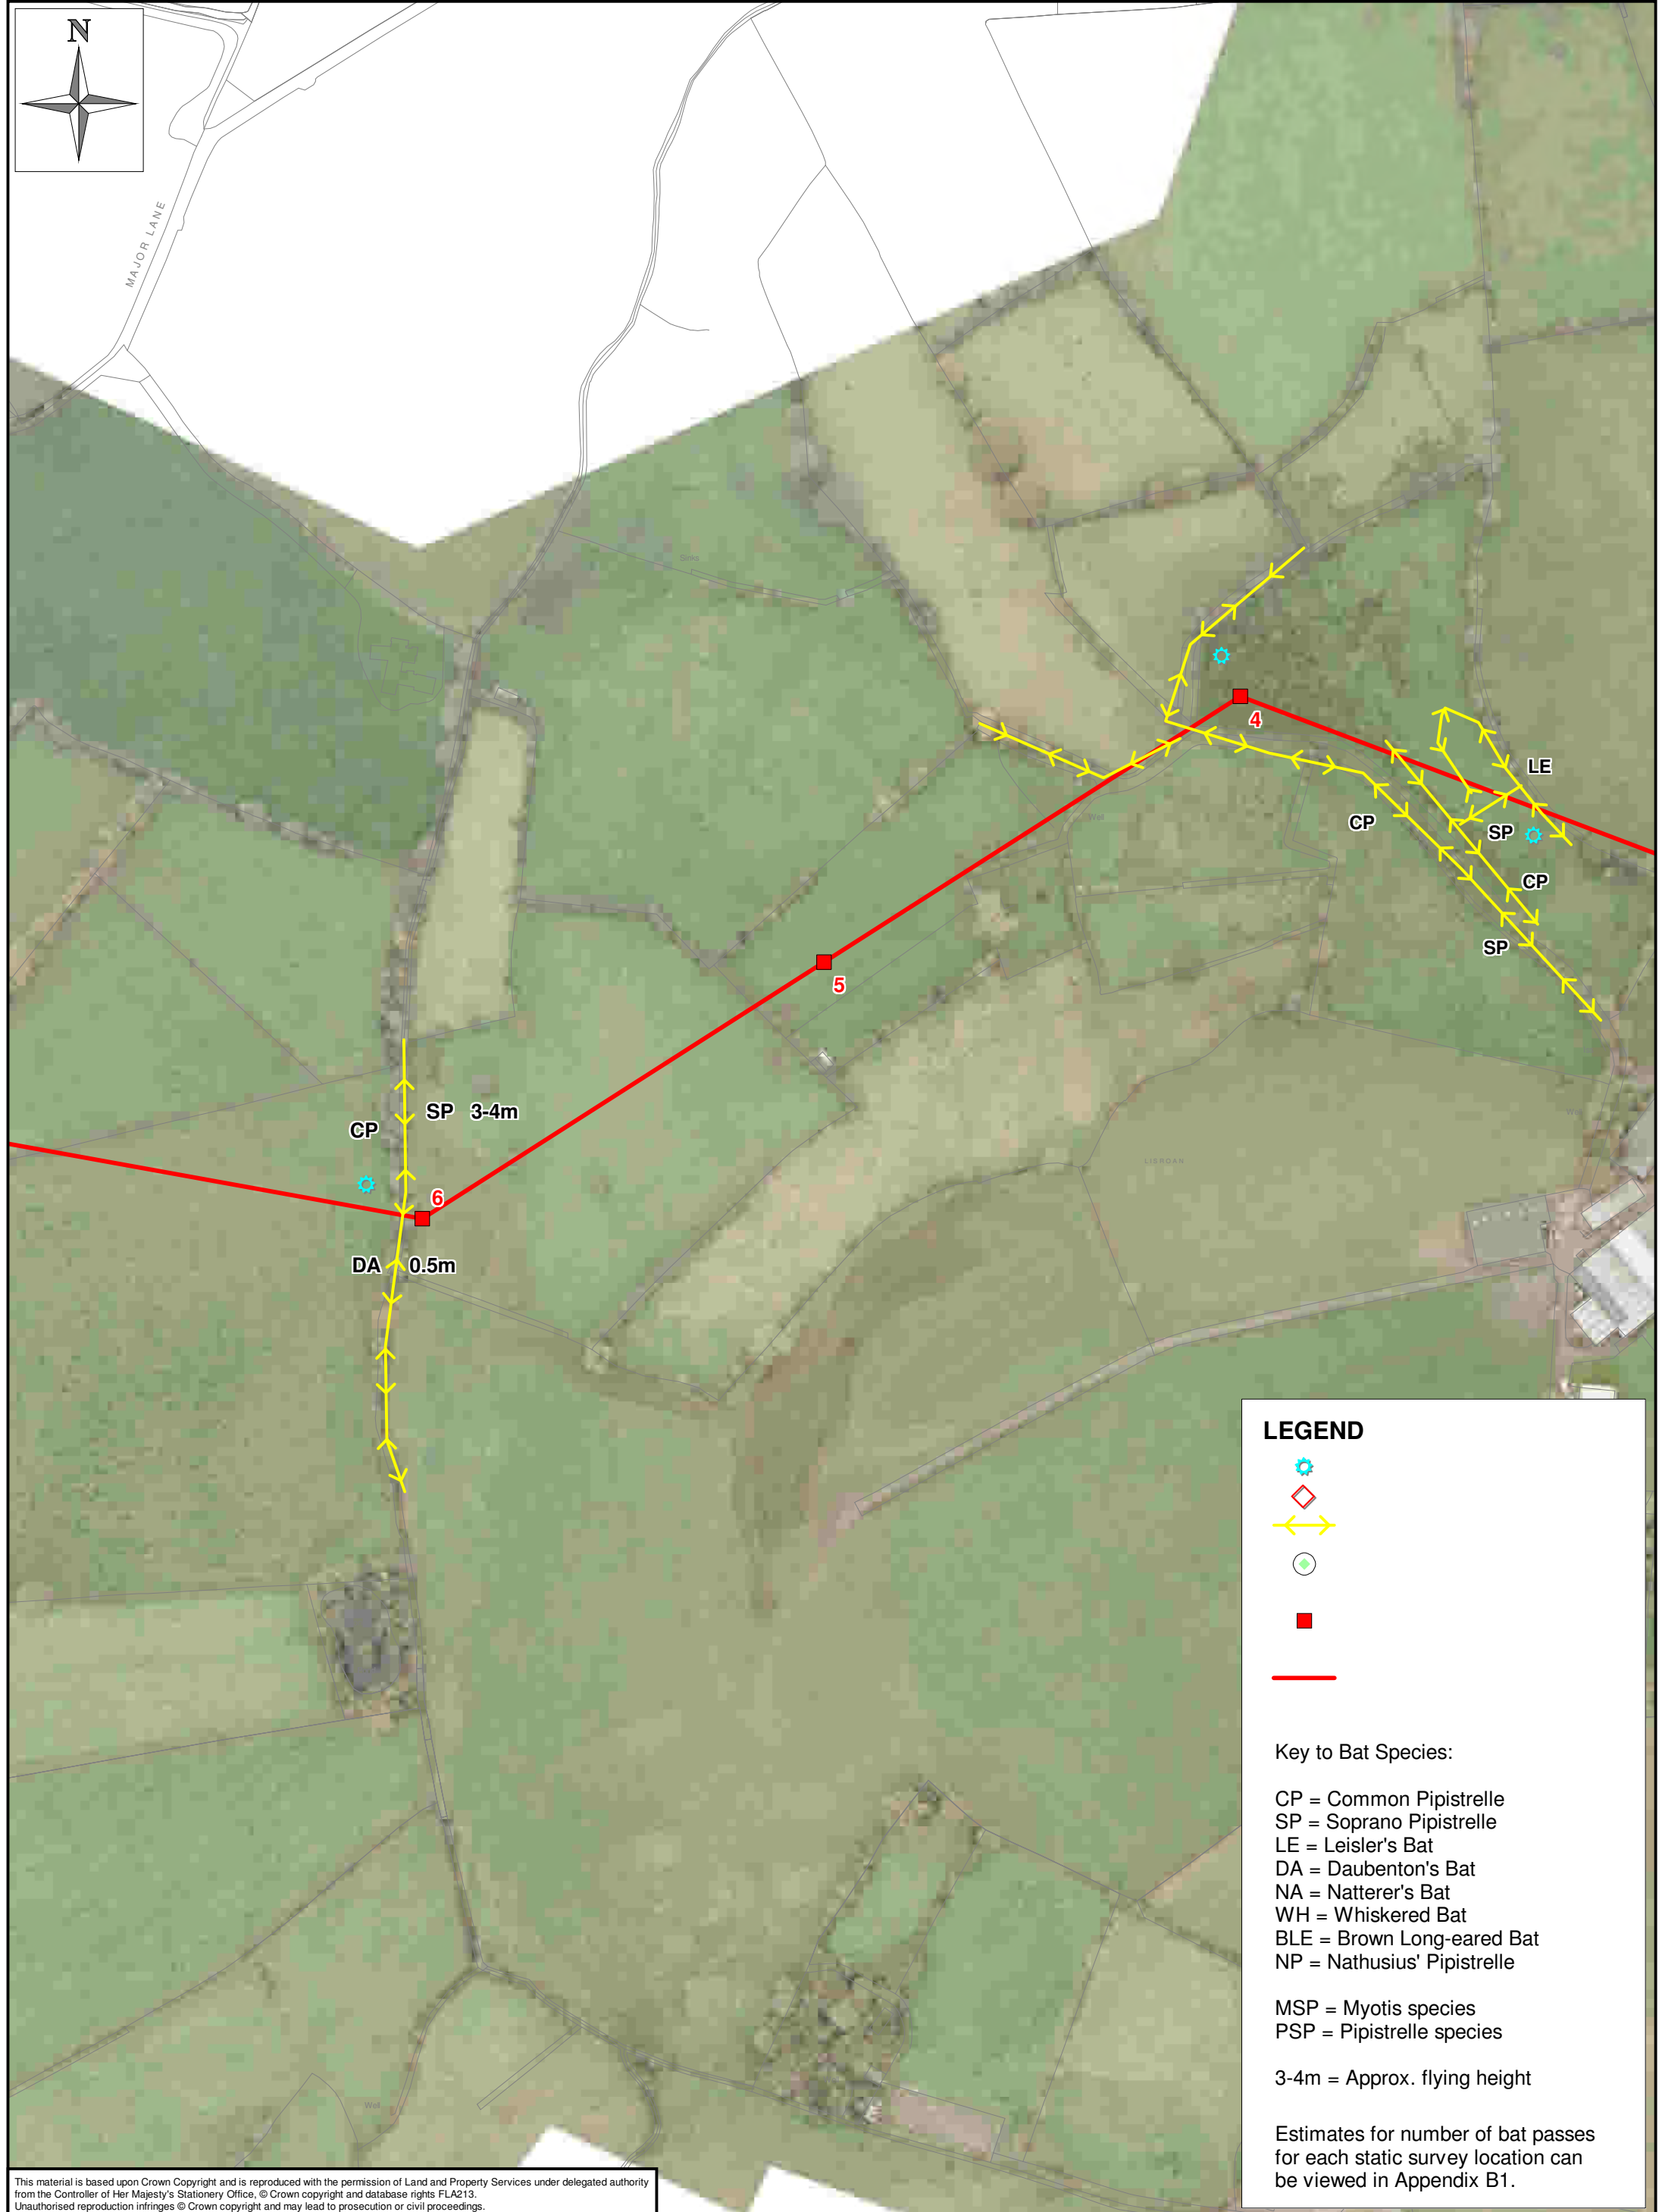 N
MAJOR LANE
4
LE
CP
SP
CP
SP
Well
5
SP 3-4m
CP
6
DA 0.5m
LISROAN
LEGEND
Key to Bat Species:
CP = Common Pipistrelle
SP = Soprano Pipistrelle
LE = Leisler's Bat
DA = Daubenton's Bat
NA = Natterer's Bat
WH = Whiskered Bat
BLE = Brown Long-eared Bat
NP = Nathusius' Pipistrelle
MSP = Myotis species
PSP = Pipistrelle species
3-4m = Approx. flying height
Estimates for number of bat passes
for each static survey location can
be viewed in Appendix B1.
Well
This material is based upon Crown Copyright and is reproduced with the permission of Land and Property Services under delegated authority
from the Controller of Her Majesty's Stationery Office, © Crown copyright and database rights FLA213.
Unauthorised reproduction infringes © Crown copyright and may lead to prosecution or civil proceedings.